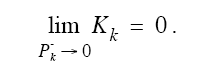 lim K_k = 0 .
P_k^- → 0